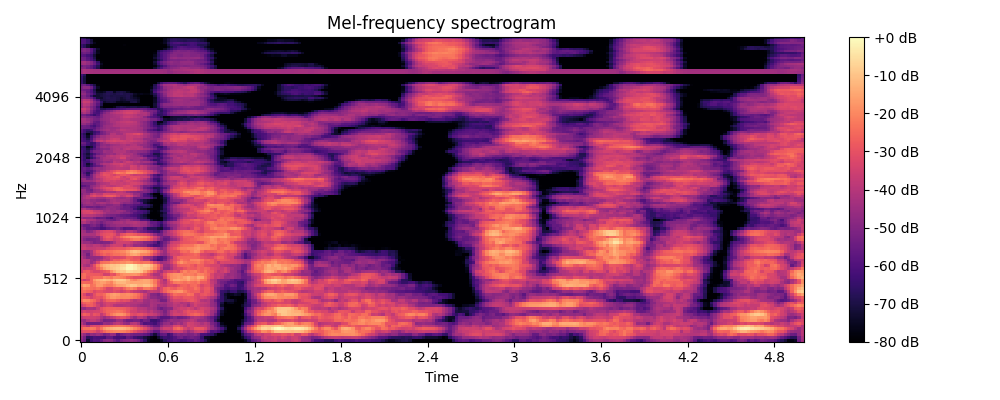 Mel-frequency spectrogram
+0 dB
-10 dB
-20 dB
-30 dB
-40 dB
-50 dB
-60 dB
-70 dB
-80 dB
4096
2048
1024
512
0
Hz
0 0.6 1.2 1.8 2.4 3 3.6 4.2 4.8
Time